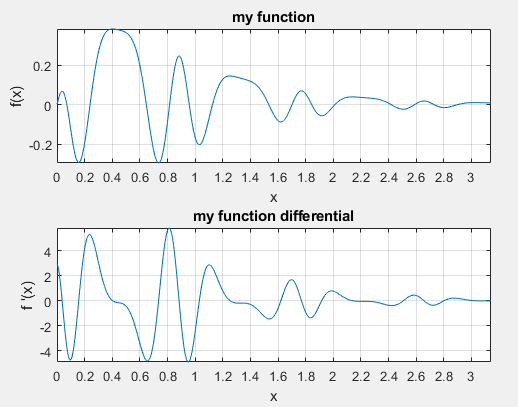 my function
f(x)
0.2
0
-0.2
0 0.2 0.4 0.6 0.8 1 1.2 1.4 1.6 1.8 2 2.2 2.4 2.6 2.8 3
x
my function differential
f '(x)
4
2
0
-2
-4
0 0.2 0.4 0.6 0.8 1 1.2 1.4 1.6 1.8 2 2.2 2.4 2.6 2.8 3
x